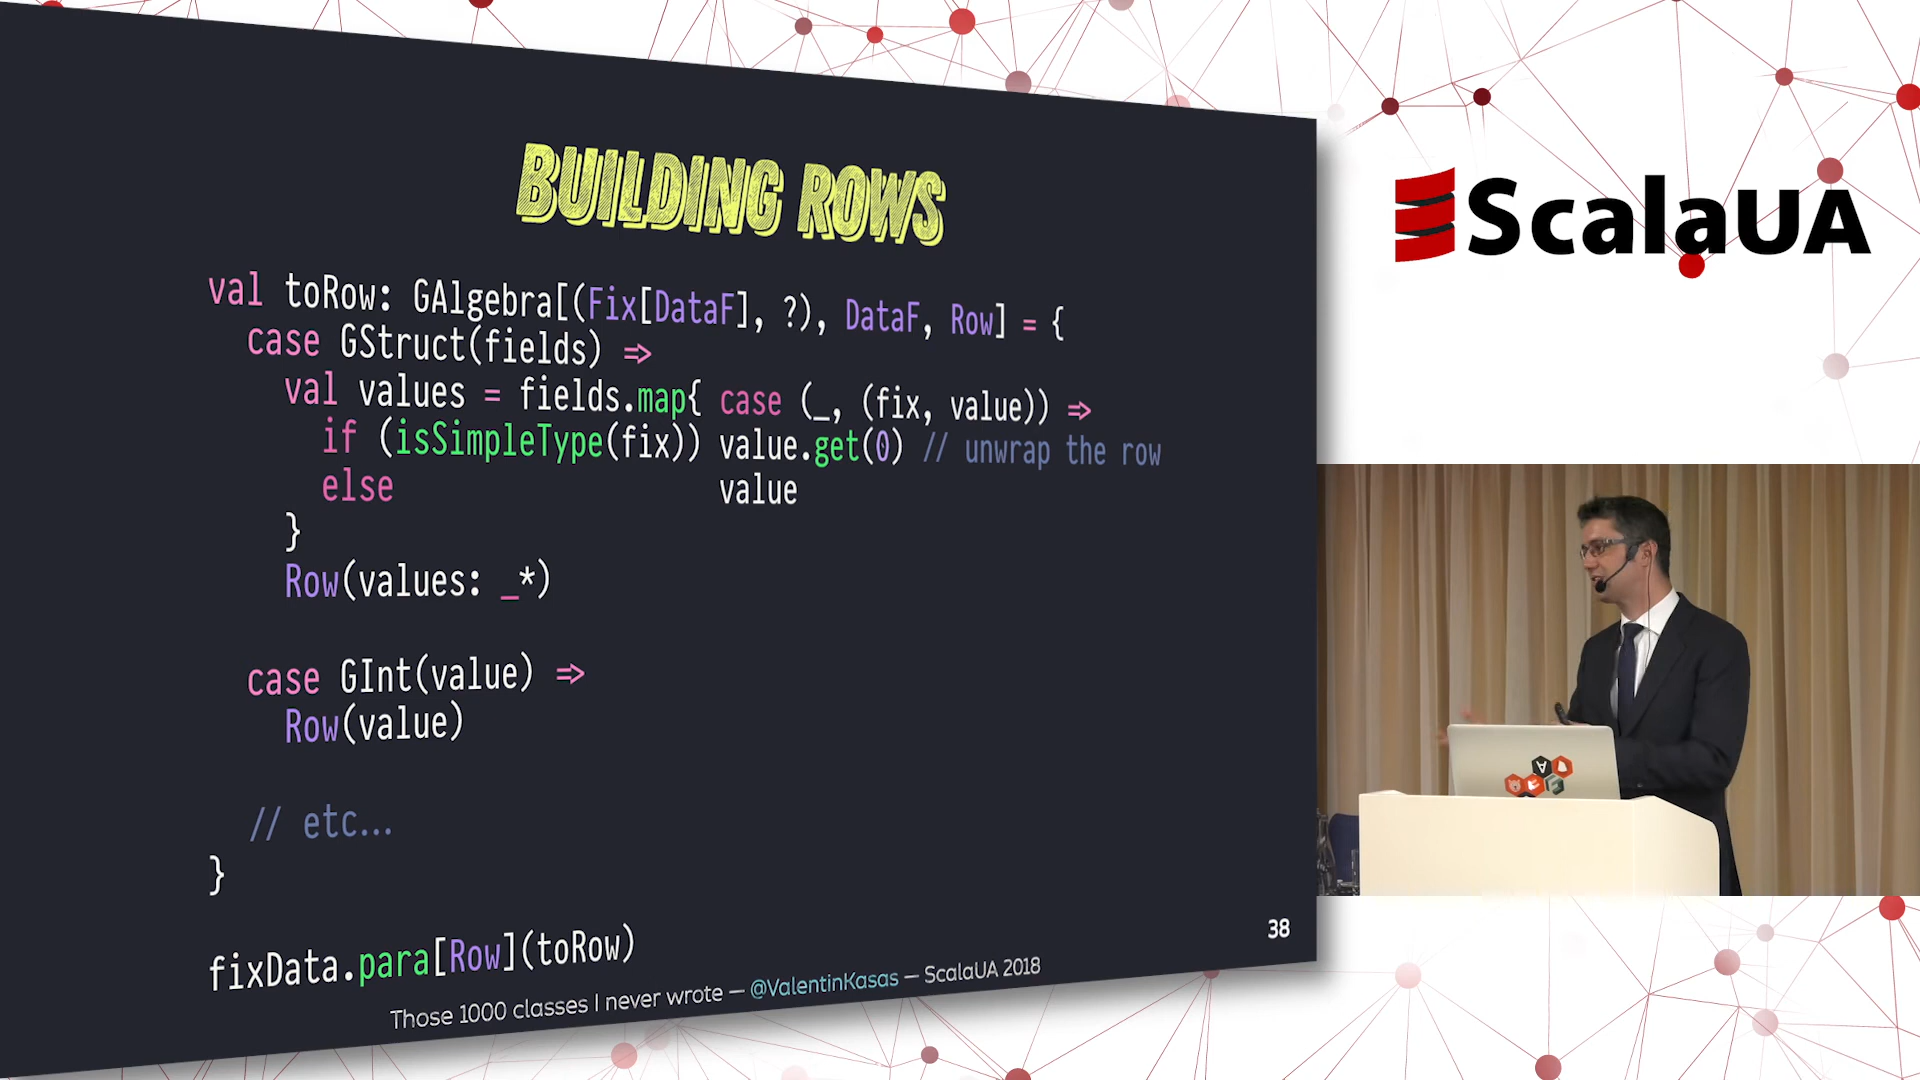 BUILDING ROWS
val toRow: GAlgebra[(Fix[DataF], ?), DataF, Row] = {
case GStruct(fields) =>
val values = fields.map{ case (_, (fix, value)) =>
if (isSimpleType(fix)) value.get(0) // unwrap the row
else value
}
Row(values: _*)
case GInt(value) =>
Row(value)
// etc...
}
fixData.para[Row](toRow)
38
Those 1000 classes I never wrote — @ValentinKasas — ScalaUA 2018
ScalaUA